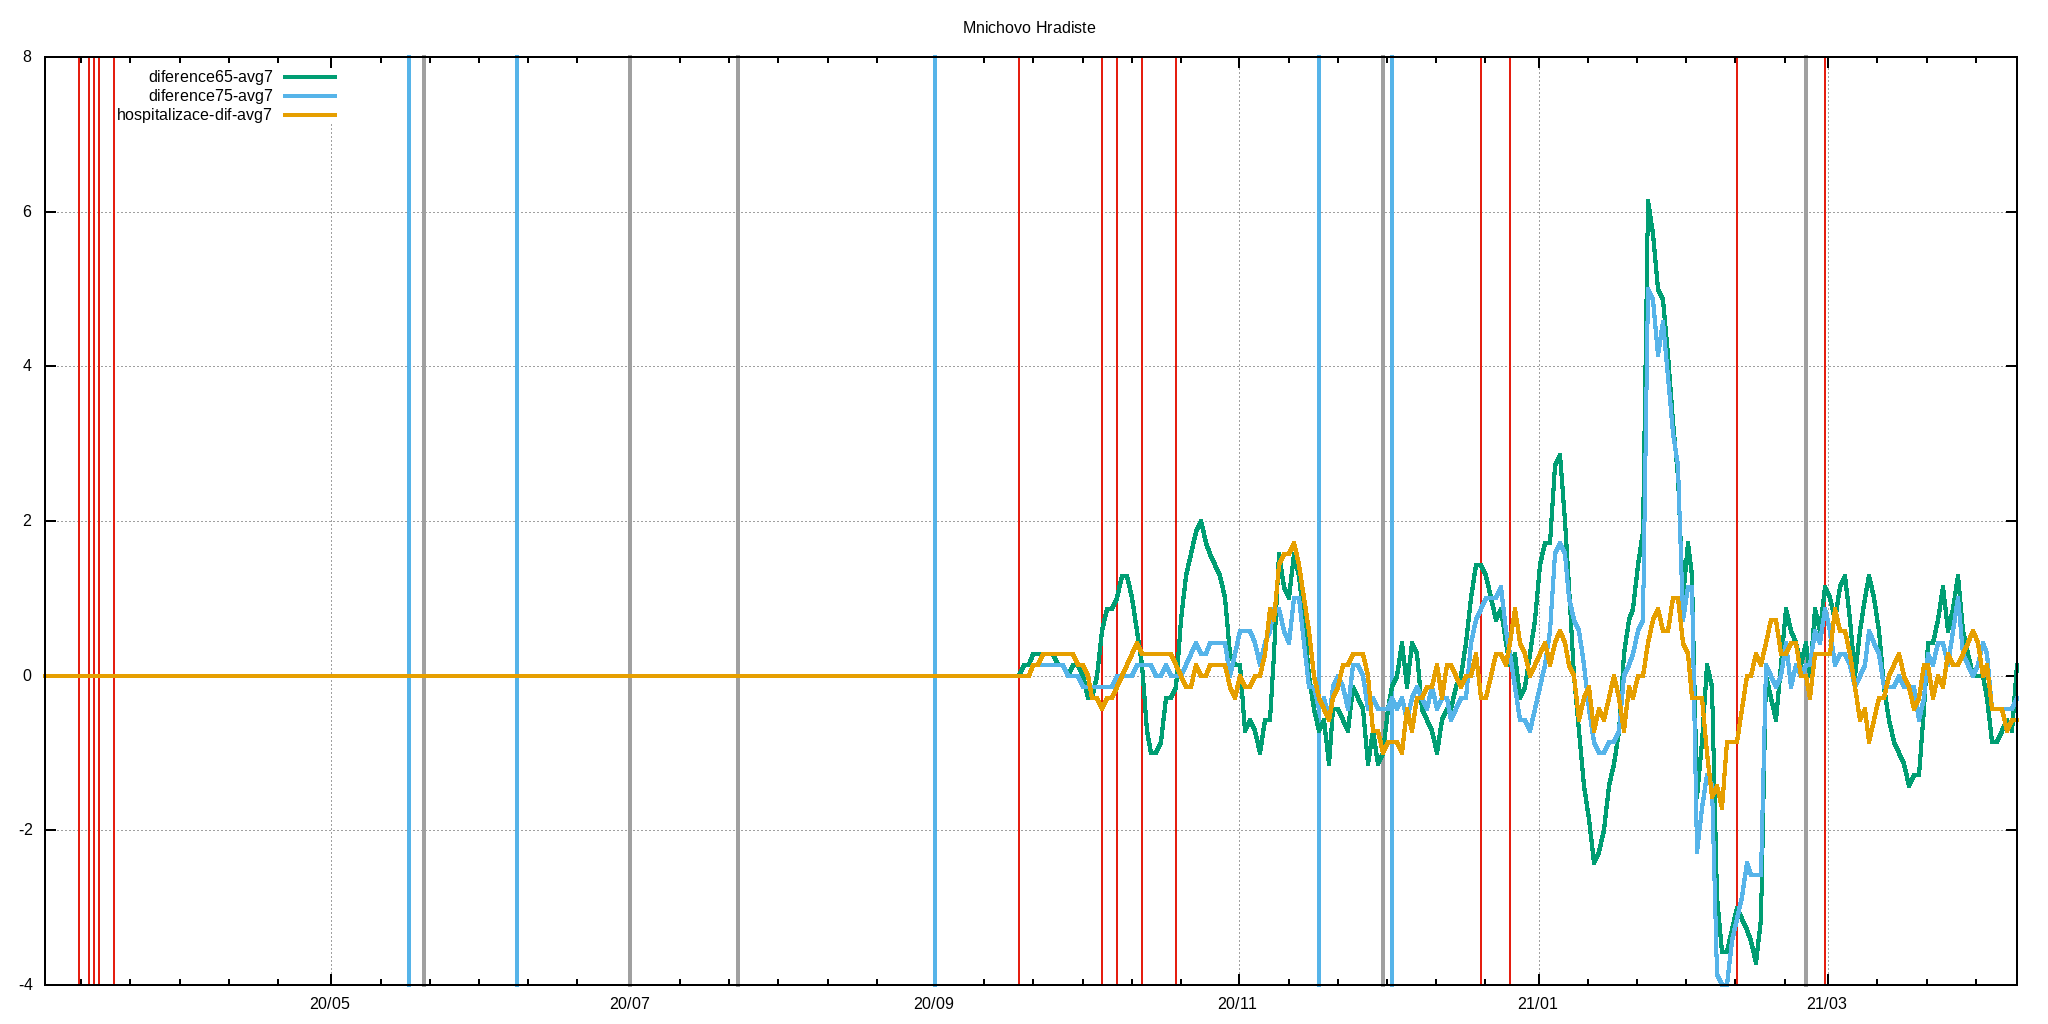 Mnichovo Hradiste
8
diference65-avg7
diference75-avg7
hospitalizace-dif-avg7
6
4
2
0
-2
-4
20/05 20/07 20/09 20/11 21/01 21/03